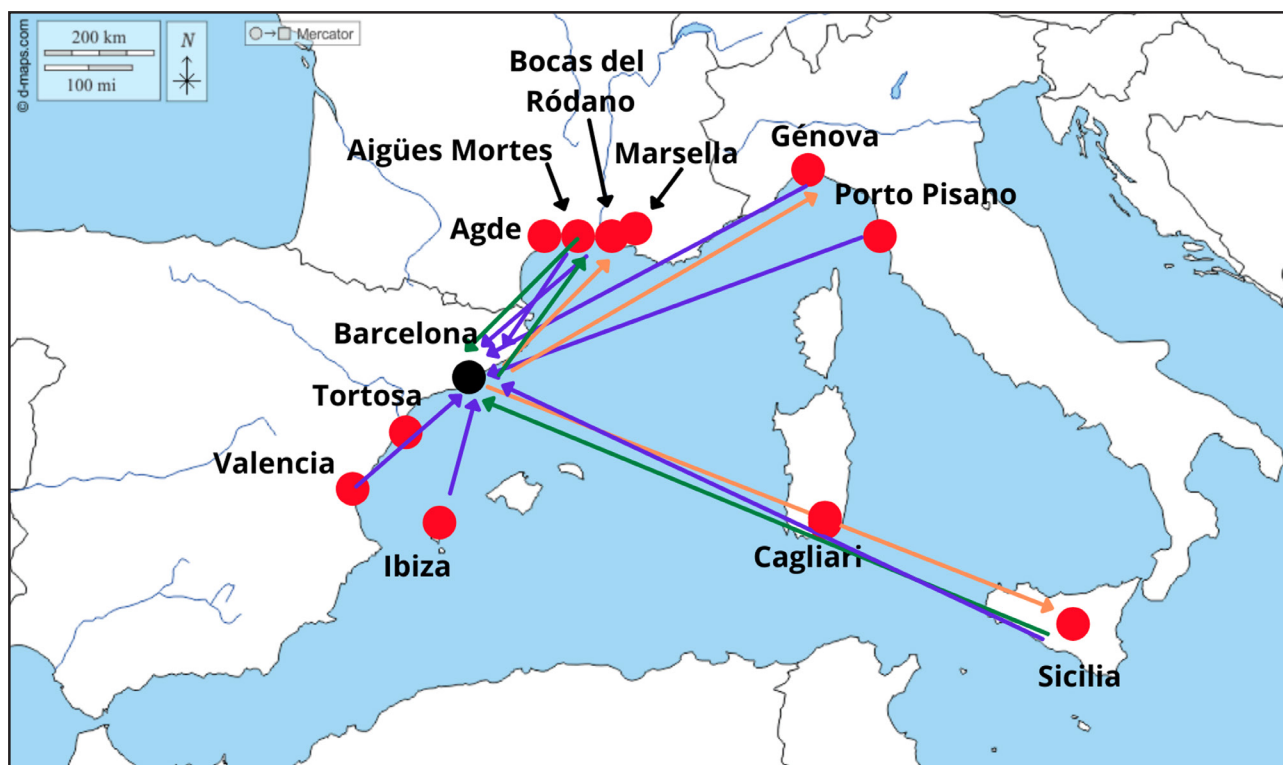 200 km
100 mi
N
Mercator
© d-maps.com
Bocas del
Ródano
Aigües Mortes
Marsella
Génova
Porto Pisano
Agde
Barcelona
Tortosa
Valencia
Ibiza
Cagliari
Sicilia